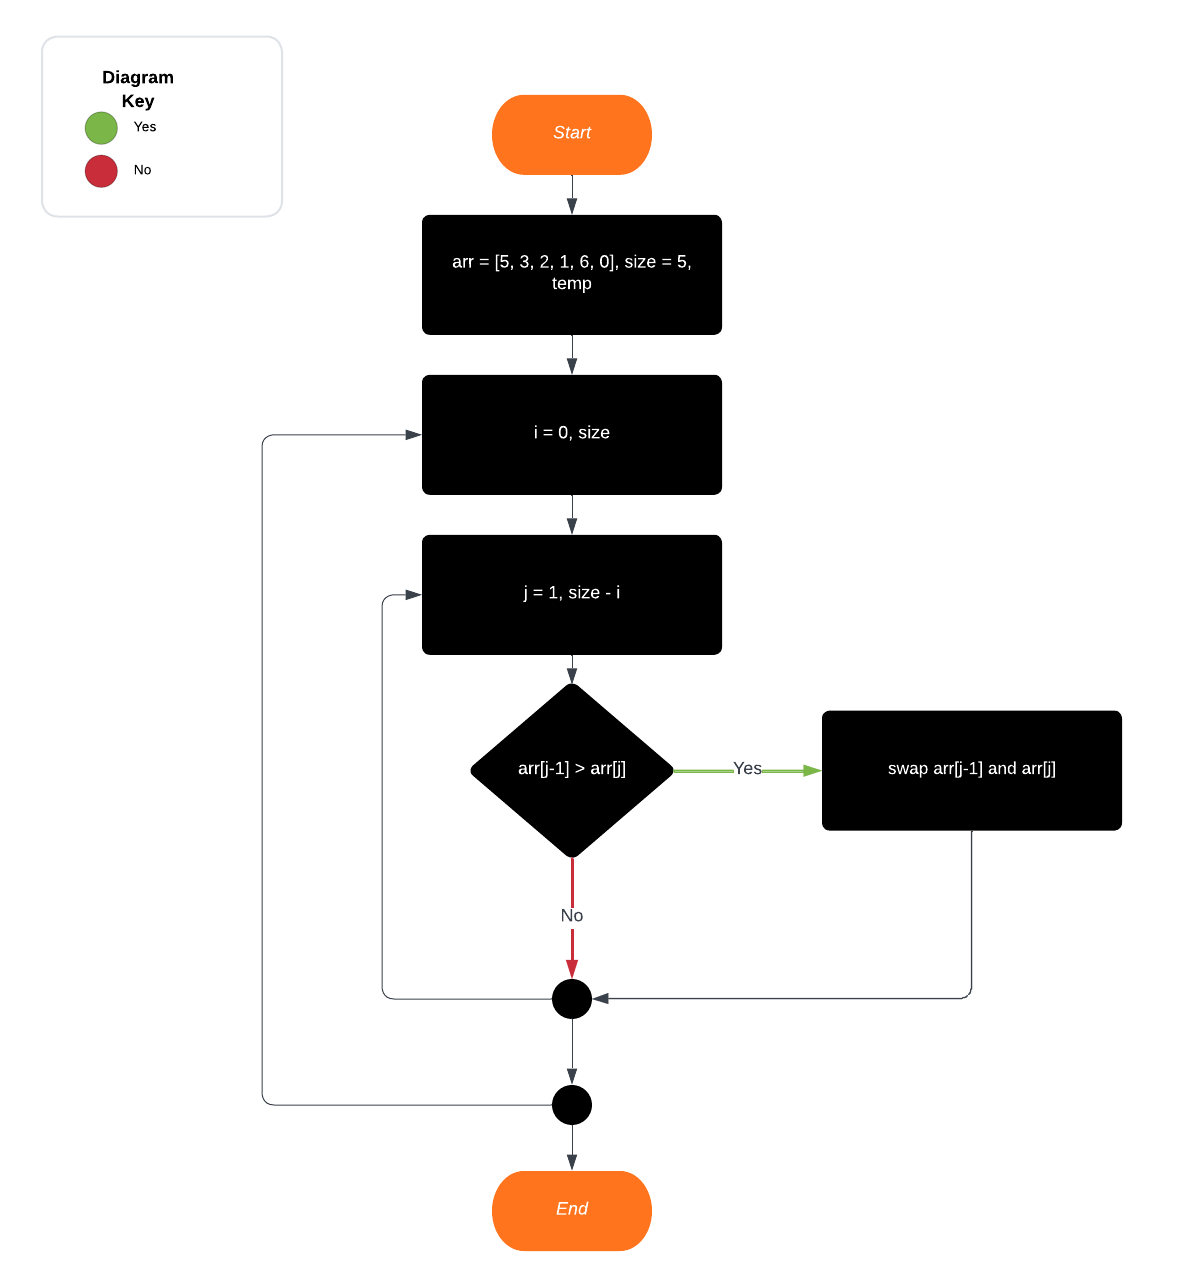 Diagram
Key
Yes
No
Start
arr = [5, 3, 2, 1, 6, 0], size = 5,
temp
i = 0, size
j = 1, size - i
arr[j-1] > arr[j]
Yes
swap arr[j-1] and arr[j]
No
End